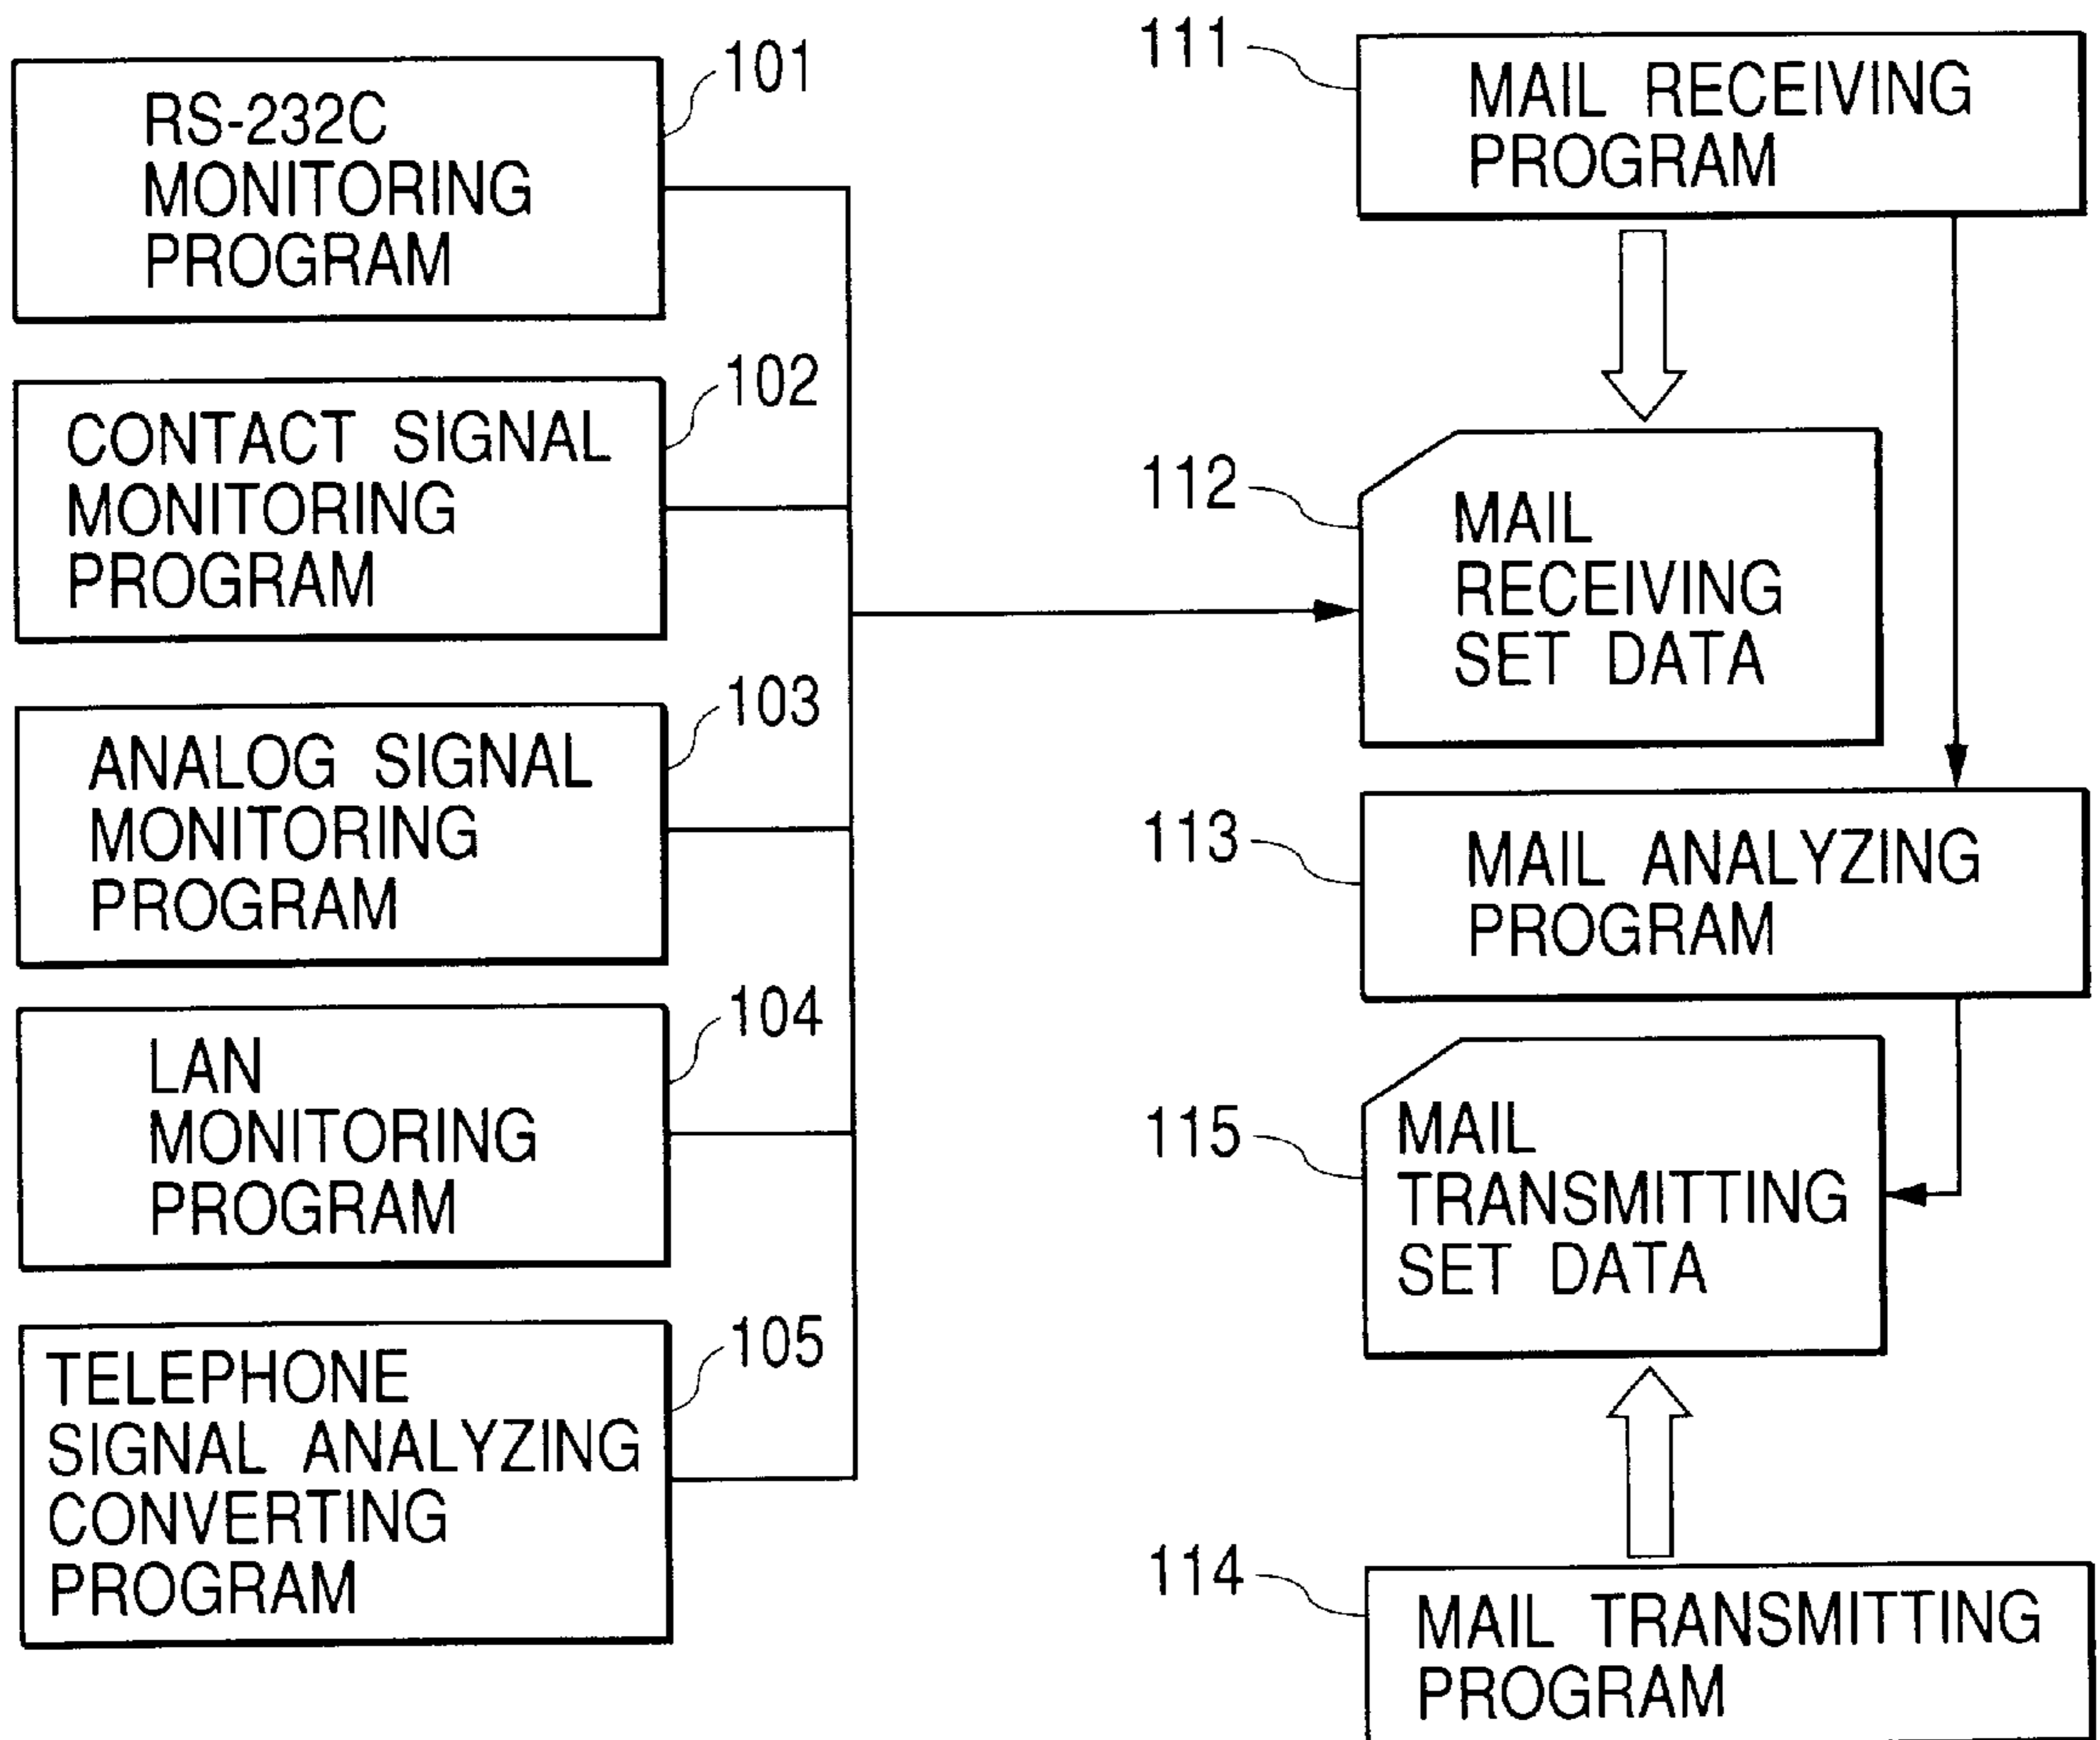 101
RS-232C
MONITORING
PROGRAM
102
CONTACT SIGNAL
MONITORING
PROGRAM
103
ANALOG SIGNAL
MONITORING
PROGRAM
104
LAN
MONITORING
PROGRAM
105
TELEPHONE
SIGNAL ANALYZING
CONVERTING
PROGRAM
111
MAIL RECEIVING
PROGRAM
112
MAIL
RECEIVING
SET DATA
113
MAIL ANALYZING
PROGRAM
115
MAIL
TRANSMITTING
SET DATA
114
MAIL TRANSMITTING
PROGRAM